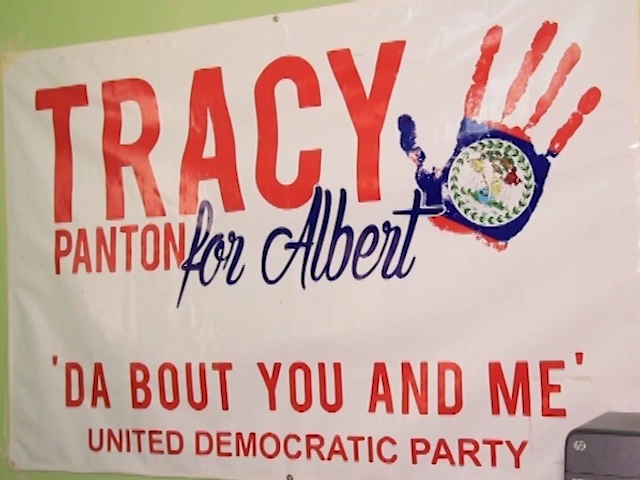 TRACY
PANTON for Albert
'DA BOUT YOU AND ME'
UNITED DEMOCRATIC PARTY